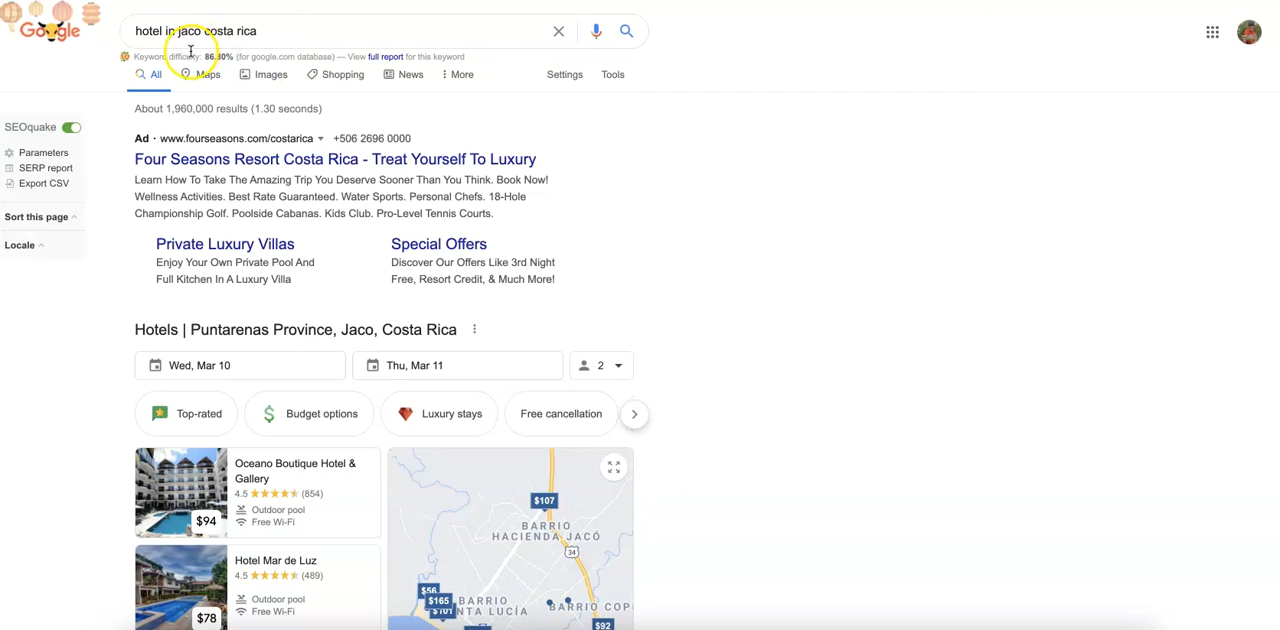 Google
hotel in jaco costa rica
Keyword difficulty: 86.80% (for google.com database) — View full report for this keyword
All Maps Images Shopping News More Settings Tools
About 1,960,000 results (1.30 seconds)
SEOquake
Parameters
SERP report
Export CSV
Sort this page
Locale
Ad · www.fourseasons.com/costarica +506 2696 0000
Four Seasons Resort Costa Rica - Treat Yourself To Luxury
Learn How To Take The Amazing Trip You Deserve Sooner Than You Think. Book Now!
Wellness Activities. Best Rate Guaranteed. Water Sports. Personal Chefs. 18-Hole
Championship Golf. Poolside Cabanas. Kids Club. Pro-Level Tennis Courts.
Private Luxury Villas
Enjoy Your Own Private Pool And
Full Kitchen In A Luxury Villa
Special Offers
Discover Our Offers Like 3rd Night
Free, Resort Credit, & Much More!
Hotels | Puntarenas Province, Jaco, Costa Rica
Wed, Mar 10 Thu, Mar 11 2
Top-rated Budget options Luxury stays Free cancellation
Oceano Boutique Hotel &
Gallery
4.5 (854)
Outdoor pool
Free Wi-Fi
$94
Hotel Mar de Luz
4.5 (489)
Outdoor pool
Free Wi-Fi
$78
$107
BARRIO
HACIENDA JACÓ
34
$56
$165
$101
BARRIO
LUCÍA
BARRIO COP
$92